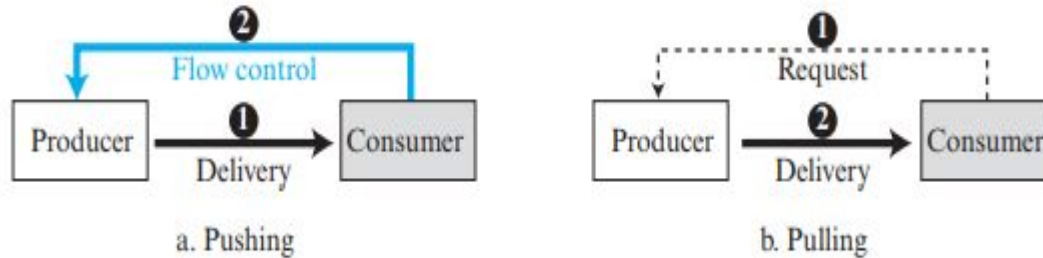 2
Flow control
Producer
1
Delivery
Consumer
a. Pushing
1
Request
Producer
2
Delivery
Consumer
b. Pulling